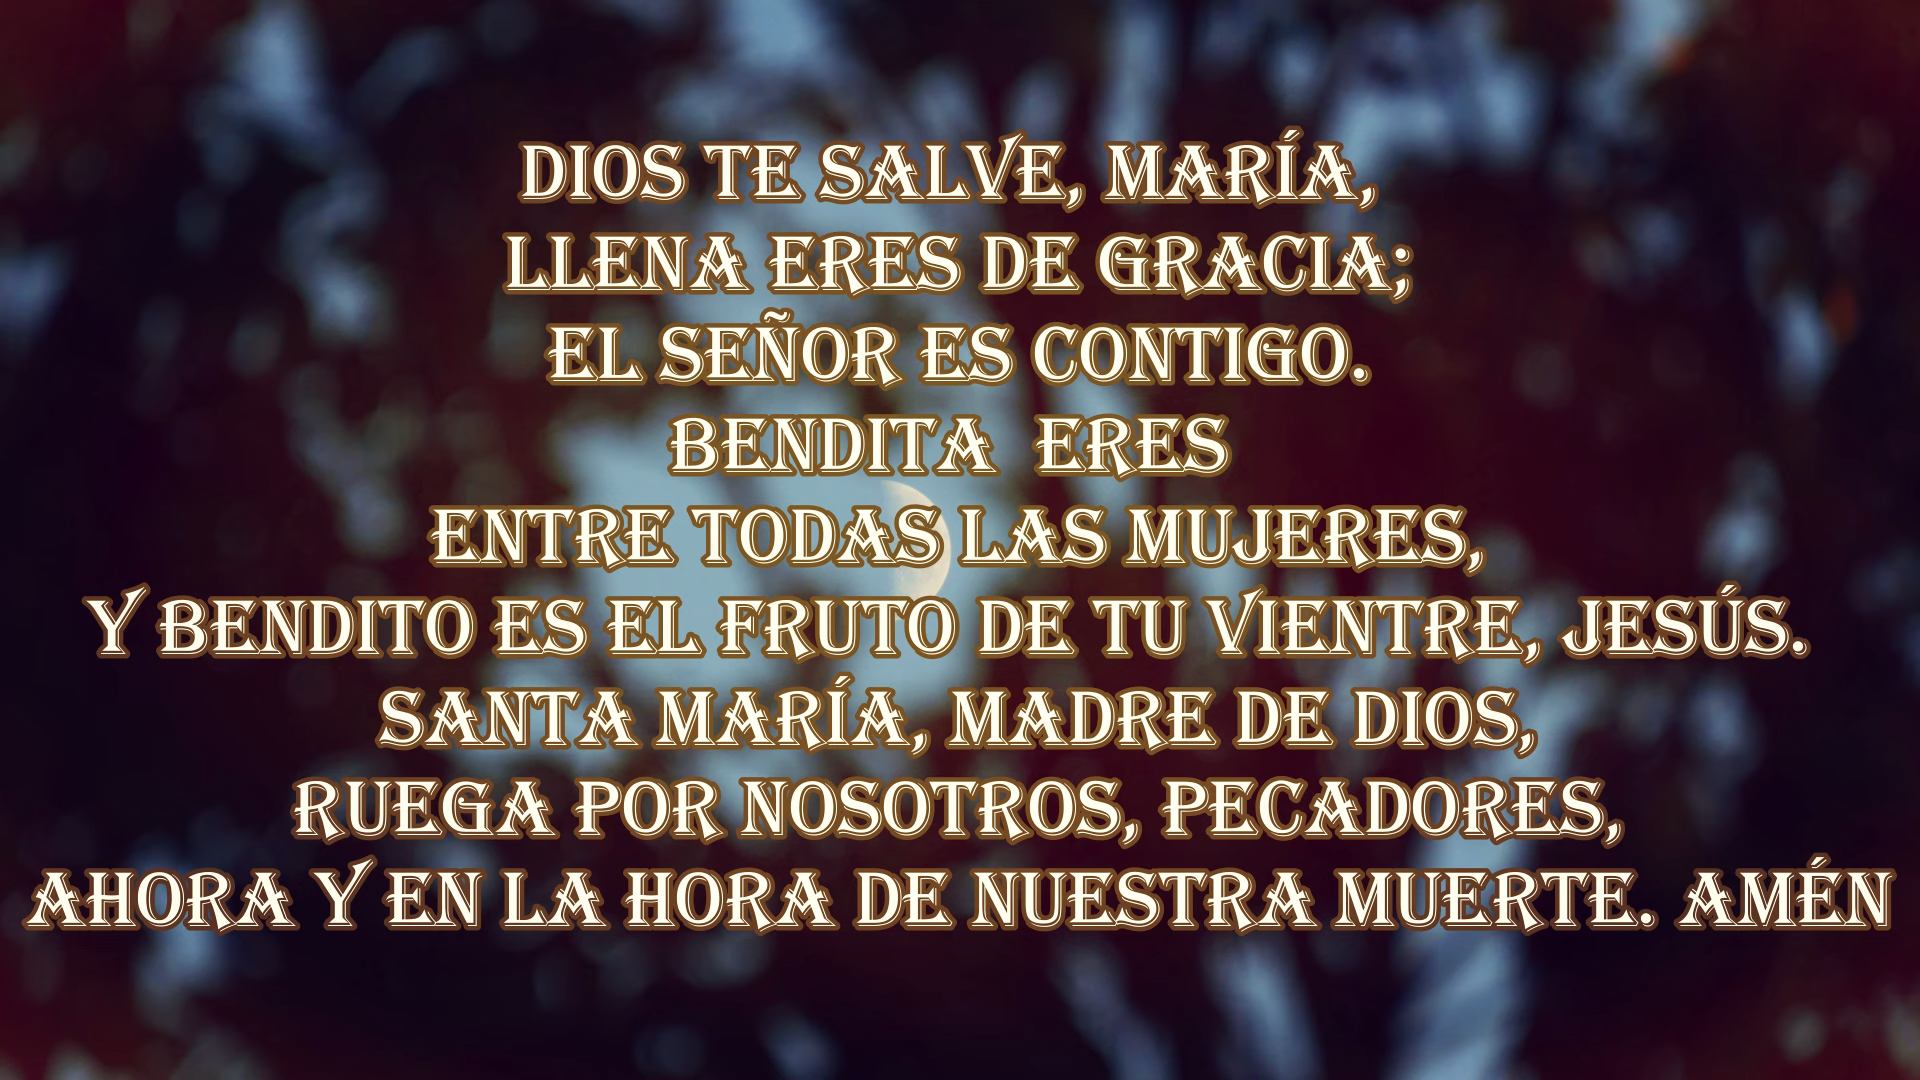 DIOS TE SALVE, MARÍA,
LLENA ERES DE GRACIA;
EL SEÑOR ES CONTIGO.
BENDITA  ERES
ENTRE TODAS LAS MUJERES,
Y BENDITO ES EL FRUTO DE TU VIENTRE, JESÚS.
SANTA MARÍA, MADRE DE DIOS,
RUEGA POR NOSOTROS, PECADORES,
AHORA Y EN LA HORA DE NUESTRA MUERTE. AMÉN